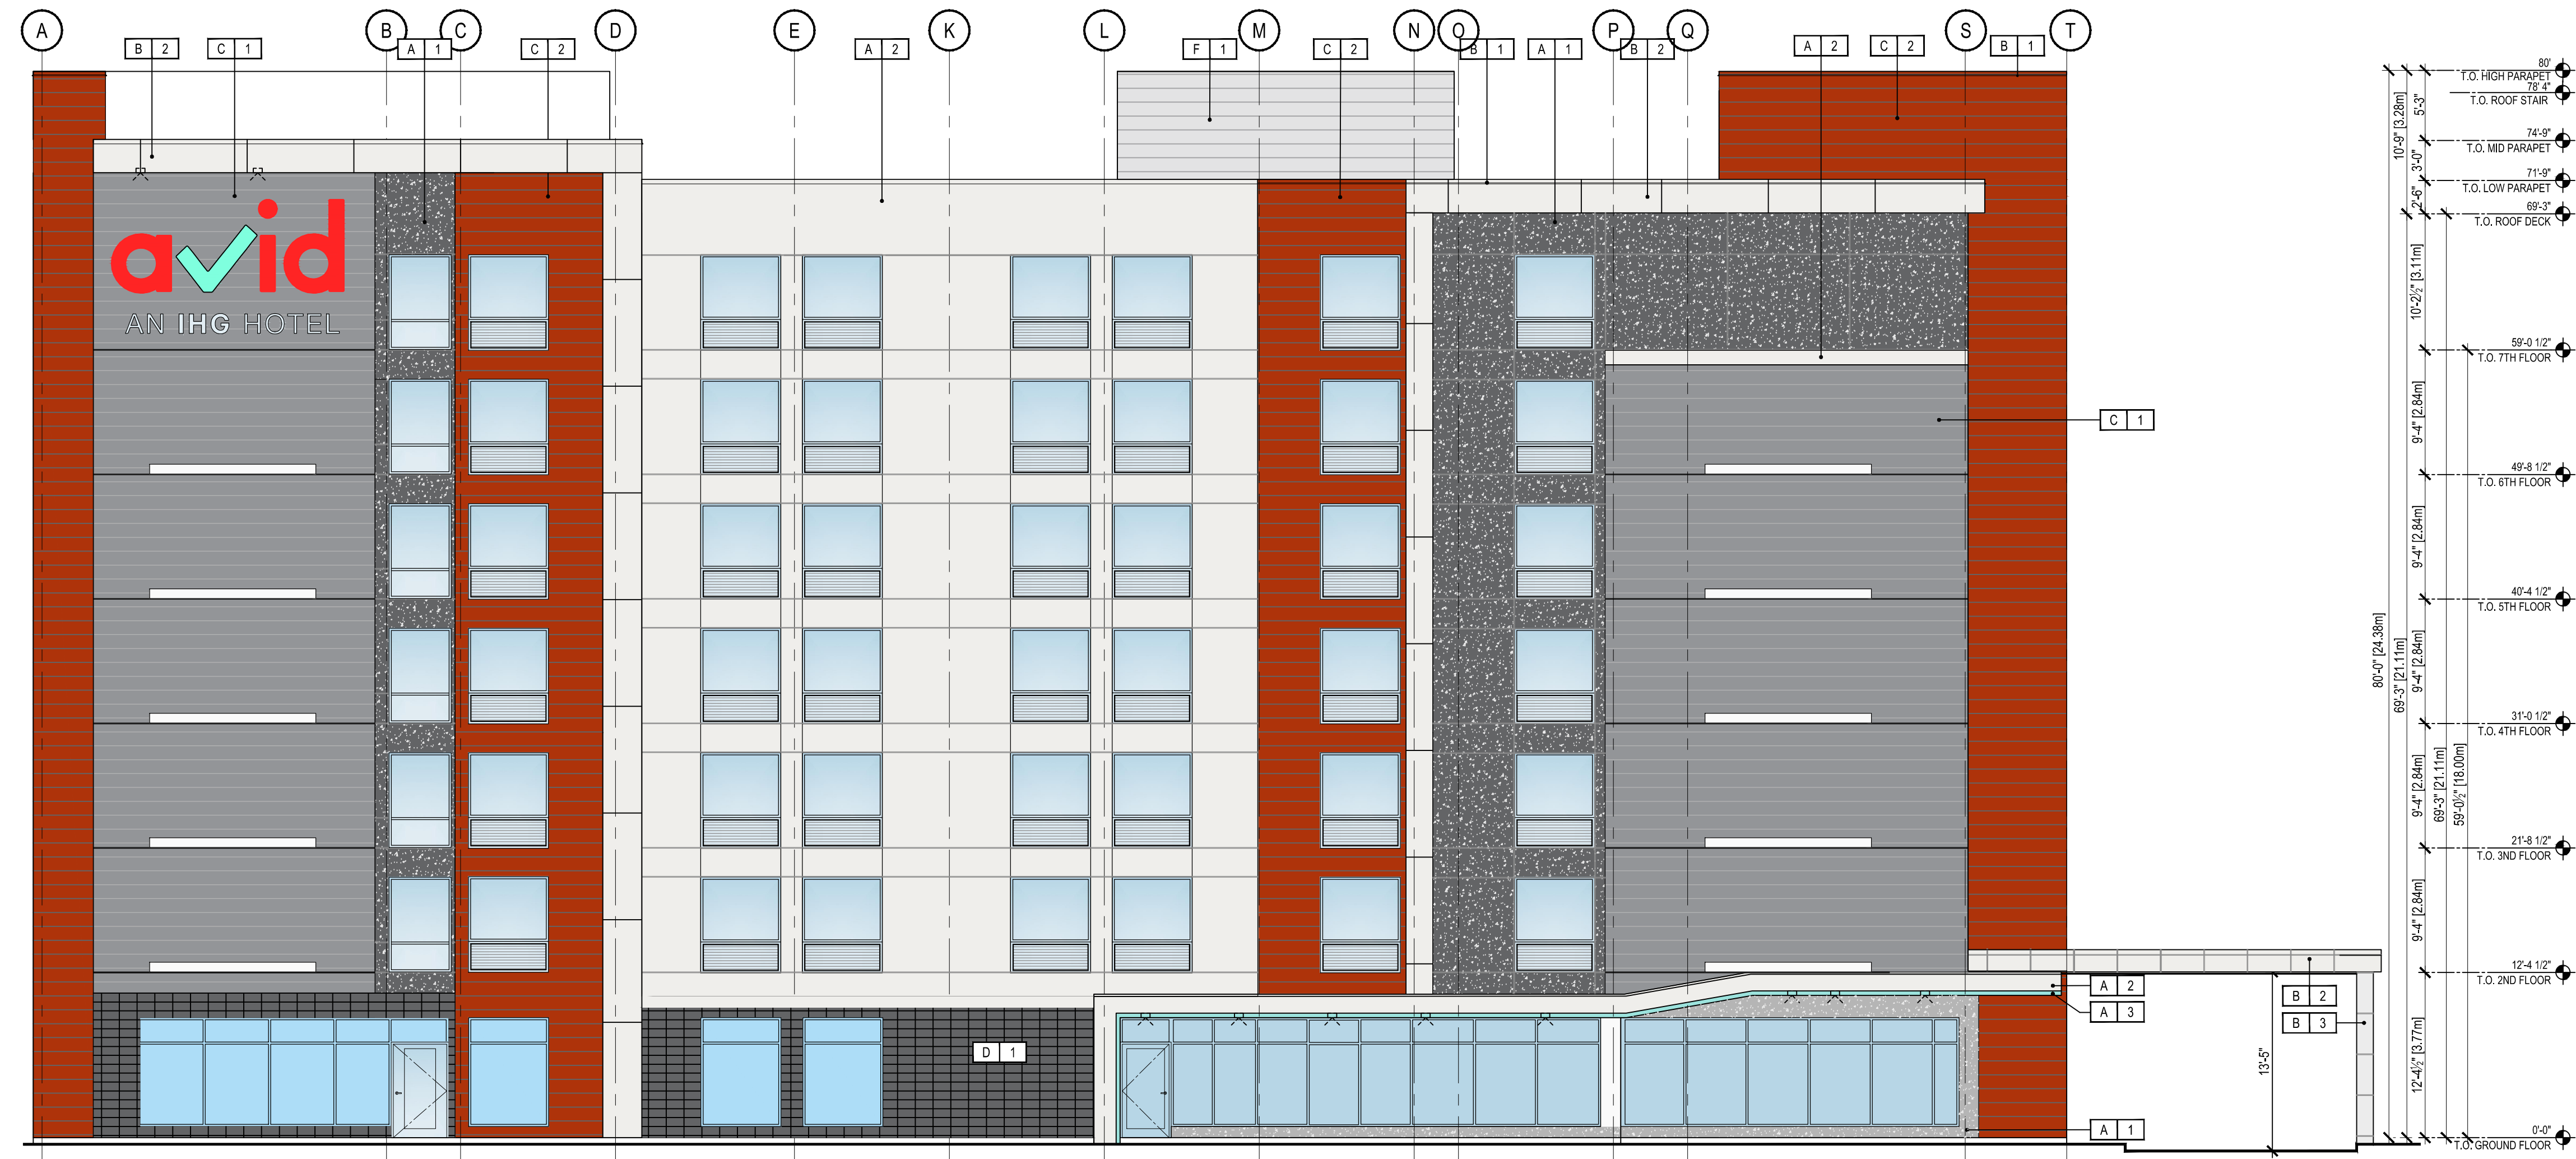 A B C D E K L M N O P Q S T
B 2
C 1
A 1
C 2
A 2
F 1
C 2
B 1
A 1
B 2
A 2
C 2
B 1
avid
AN IHG HOTEL
C 1
D 1
A 2
A 3
B 2
B 3
A 1
80'
T.O. HIGH PARAPET
78' 4"
T.O. ROOF STAIR
74'-9"
T.O. MID PARAPET
71'-9"
T.O. LOW PARAPET
69'-3"
T.O. ROOF DECK
59'-0 1/2"
T.O. 7TH FLOOR
49'-8 1/2"
T.O. 6TH FLOOR
40'-4 1/2"
T.O. 5TH FLOOR
31'-0 1/2"
T.O. 4TH FLOOR
21'-8 1/2"
T.O. 3ND FLOOR
12'-4 1/2"
T.O. 2ND FLOOR
0'-0"
T.O. GROUND FLOOR
10'-9" [3.28m]
5'-3"
3'-0"
2'-6"
10'-2½" [3.11m]
9'-4" [2.84m]
9'-4" [2.84m]
9'-4" [2.84m]
9'-4" [2.84m]
9'-4" [2.84m]
12'-4½" [3.77m]
80'-0" [24.38m]
69'-3" [21.11m]
69'-3" [21.11m]
59'-0½" [18.00m]
13'-5"